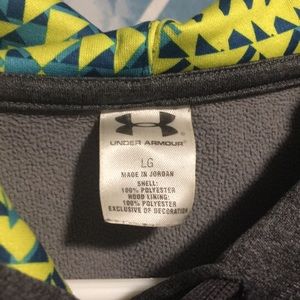 UNDER ARMOUR
LG
MADE IN JORDAN
SHELL:
100% POLYESTER
HOOD LINING:
100% POLYESTER
EXCLUSIVE OF DECORATION